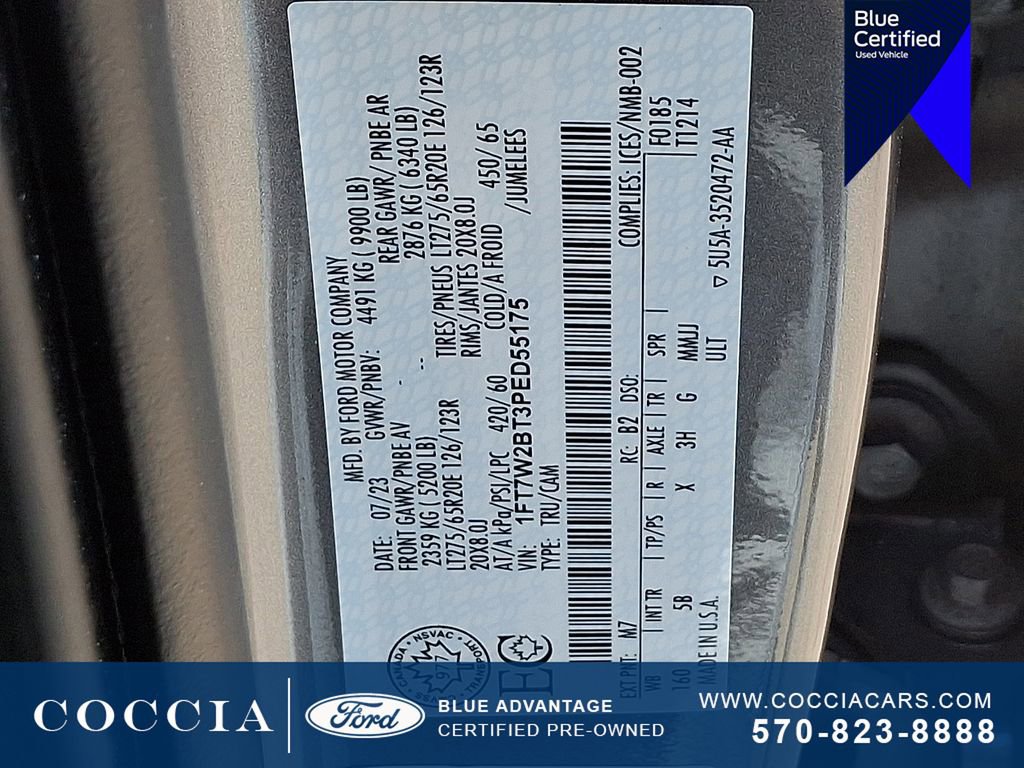 Blue
Certified
Used Vehicle
MFD. BY FORD MOTOR COMPANY
DATE: 07/23 GVWR/PNBV: 4491 KG ( 9900 LB)
FRONT GAWR/PNBE AV - REAR GAWR/ PNBE AR
2359 KG ( 5200 LB) -- 2876 KG ( 6340 LB)
LT275/65R20E 126/123R TIRES/PNEUS LT275/65R20E 126/123R
20X8.0J RIMS/JANTES 20X8.0J
AT/A kPa/PSI/LPC 420/60 COLD/A FROID 450/65
VIN: 1FT7W2BT3PED55175 /JUMELEES
TYPE: TRU/CAM
EXT PNT: M7 RC: B2 DSO: COMPLIES: ICES/NMB-002
WB | INT TR | TP/PS | R | AXLE | TR | SPR | F0185
160 5B X 3H G MMJJ T1214
MADE IN U.S.A. ULT ▽ 5U5A-3520472-AA
CANADA • NSVAC •
977
TRANSPORT
EC
COCCIA
Ford
BLUE ADVANTAGE
CERTIFIED PRE-OWNED
WWW.COCCIACARS.COM
570-823-8888